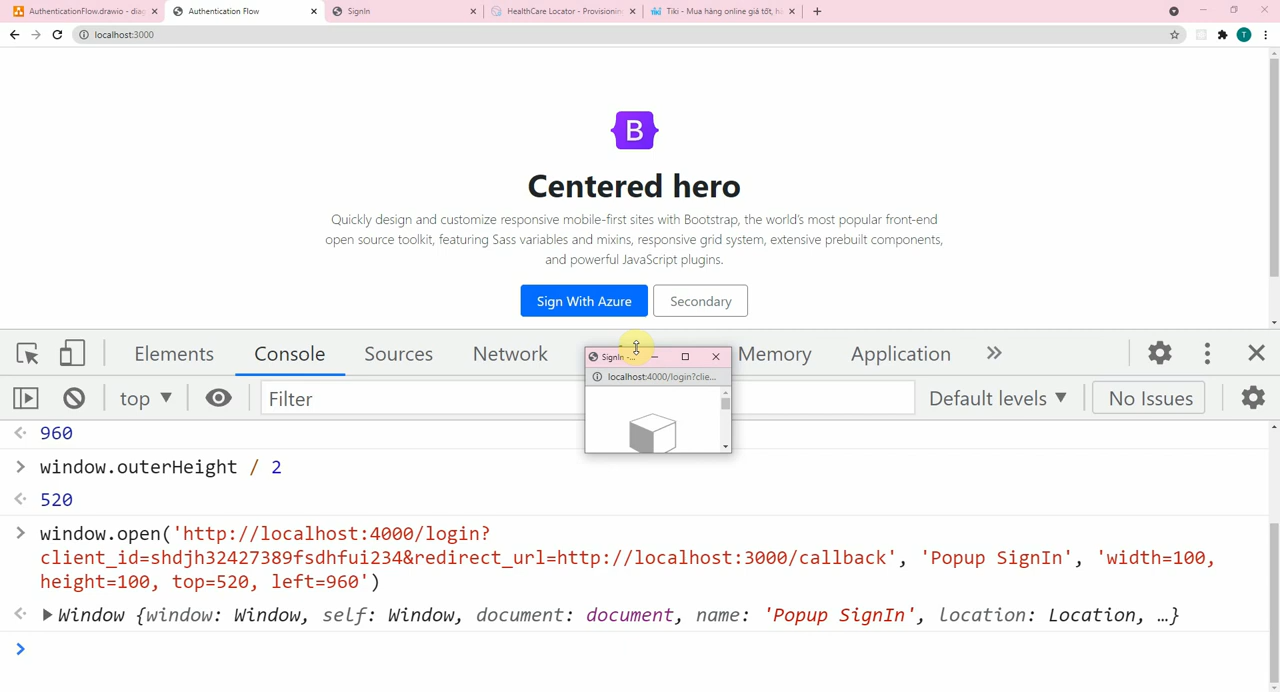 AuthenticationFlow.drawio - diag
Authentication Flow
SignIn
HealthCare Locator - Provisionin
Tiki - Mua hàng online giá tốt, hà
localhost:3000
T
B
Centered hero
Quickly design and customize responsive mobile-first sites with Bootstrap, the world's most popular front-end
open source toolkit, featuring Sass variables and mixins, responsive grid system, extensive prebuilt components,
and powerful JavaScript plugins.
Sign With Azure
Secondary
Elements
Console
Sources
Network
Memory
Application
SignIn -...
localhost:4000/login?clie...
top
Filter
Default levels
No Issues
960
window.outerHeight / 2
520
window.open('http://localhost:4000/login?
client_id=shdjh32427389fsdhfui234&redirect_url=http://localhost:3000/callback', 'Popup SignIn', 'width=100,
height=100, top=520, left=960')
Window {window: Window, self: Window, document: document, name: 'Popup SignIn', location: Location, …}